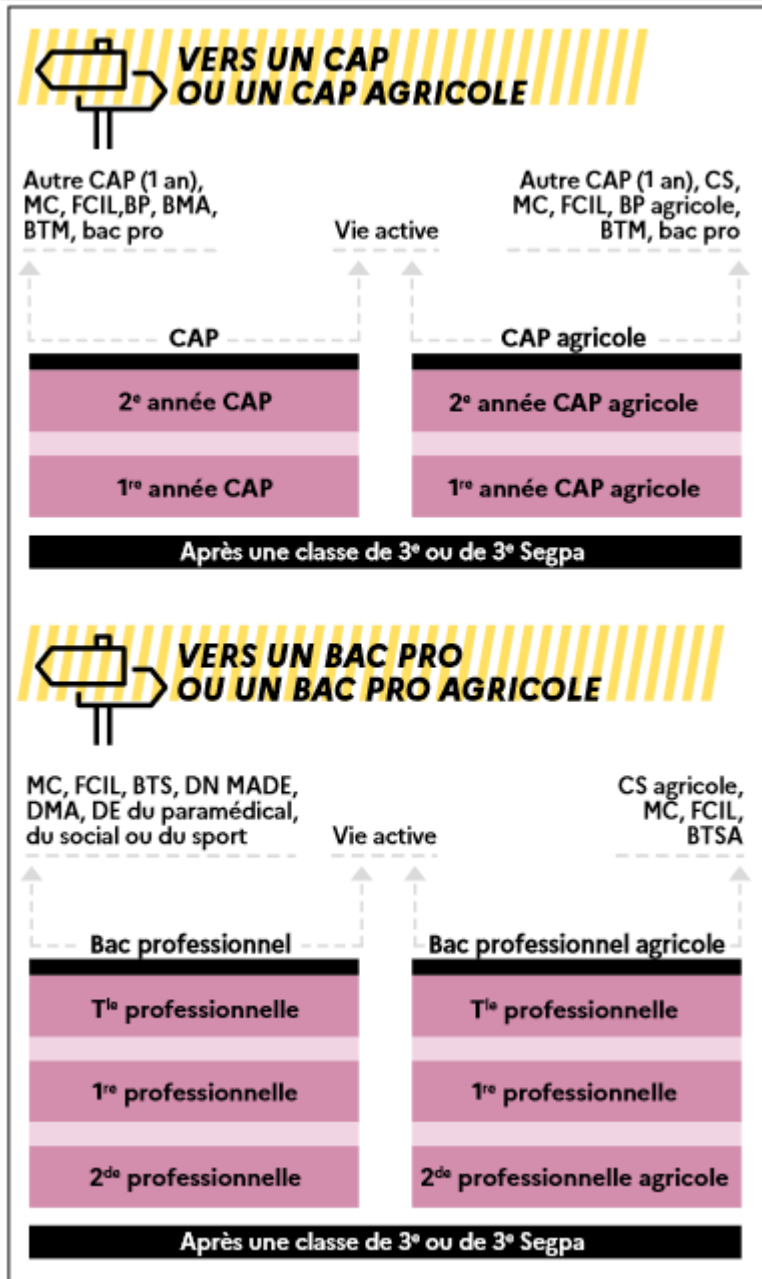 VERS UN CAP
OU UN CAP AGRICOLE
Autre CAP (1 an),
MC, FCIL,BP, BMA,
BTM, bac pro
Vie active
Autre CAP (1 an), CS,
MC, FCIL, BP agricole,
BTM, bac pro
CAP
CAP agricole
2e année CAP
2e année CAP agricole
1re année CAP
1re année CAP agricole
Après une classe de 3e ou de 3e Segpa
VERS UN BAC PRO
OU UN BAC PRO AGRICOLE
MC, FCIL, BTS, DN MADE,
DMA, DE du paramédical,
du social ou du sport
Vie active
CS agricole,
MC, FCIL,
BTSA
Bac professionnel
Bac professionnel agricole
Tle professionnelle
Tle professionnelle
1re professionnelle
1re professionnelle
2de professionnelle
2de professionnelle agricole
Après une classe de 3e ou de 3e Segpa